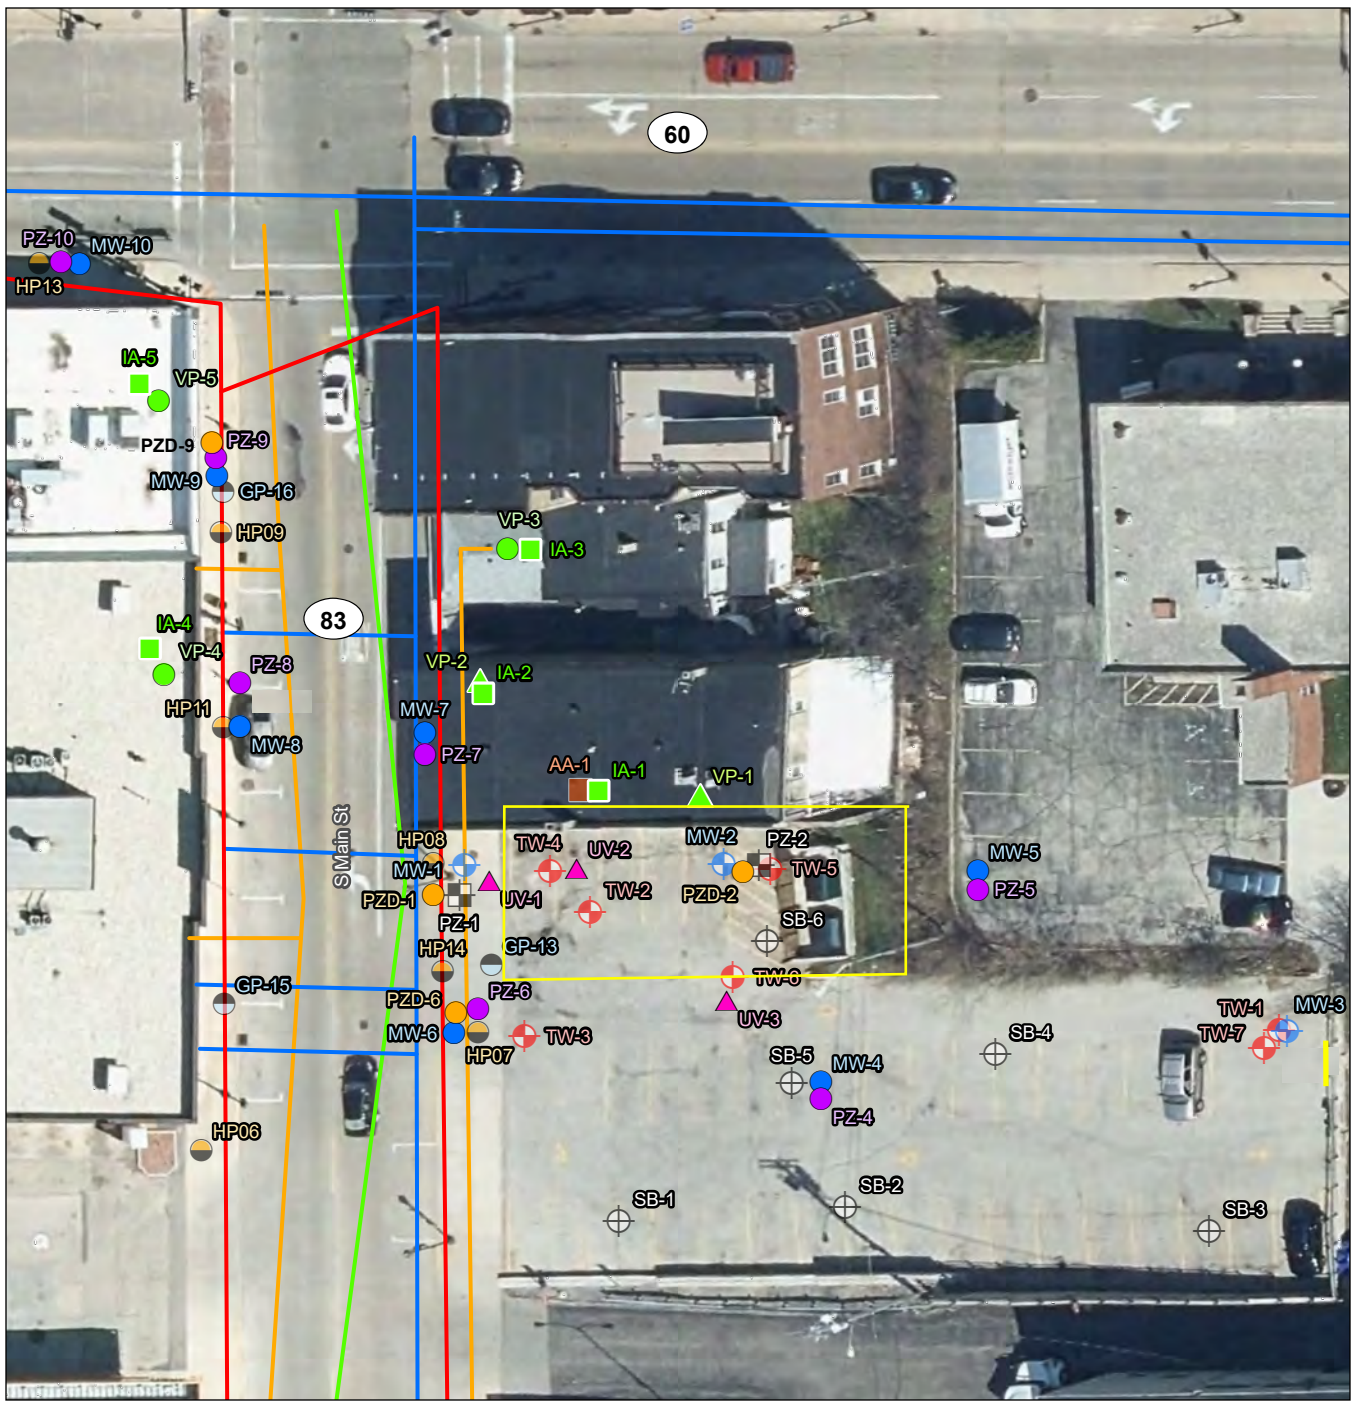 60
PZ-10
MW-10
HP13
IA-5
VP-5
PZD-9
PZ-9
MW-9
GP-16
HP09
VP-3
IA-3
83
IA-4
VP-4
PZ-8
VP-2
IA-2
HP11
MW-7
MW-8
PZ-7
AA-1
IA-1
VP-1
S Main St
HP08
MW-1
TW-4
UV-2
MW-2
PZ-2
TW-5
MW-5
PZ-5
PZD-1
UV-1
TW-2
PZD-2
PZ-1
SB-6
HP14
GP-13
GP-15
TW-6
PZD-6
PZ-6
UV-3
MW-6
HP07
TW-3
SB-4
TW-1
MW-3
TW-7
SB-5
MW-4
PZ-4
HP06
SB-1
SB-2
SB-3